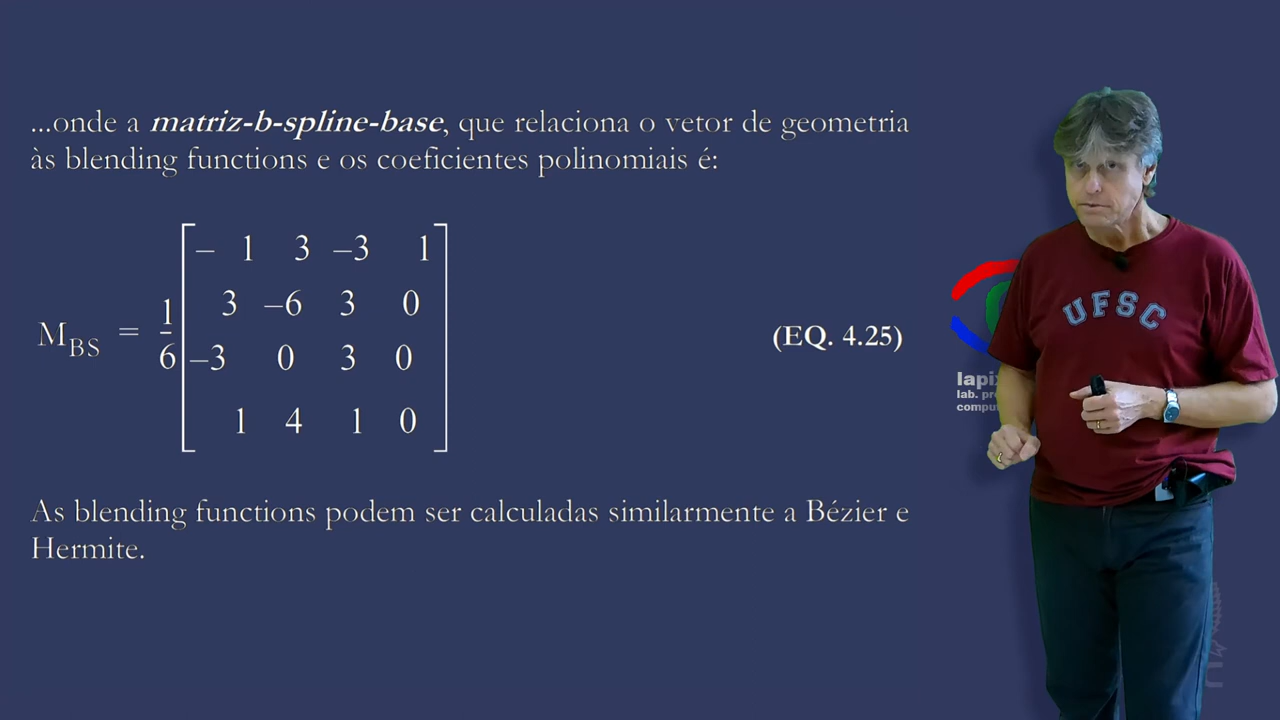 ...onde a matriz-b-spline-base, que relaciona o vetor de geometria
às blending functions e os coeficientes polinomiais é:
M_BS = 1/6
– 1 3 –3 1
3 –6 3 0
–3 0 3 0
1 4 1 0
(EQ. 4.25)
As blending functions podem ser calculadas similarmente a Bézier e
Hermite.
UFSC
lab.